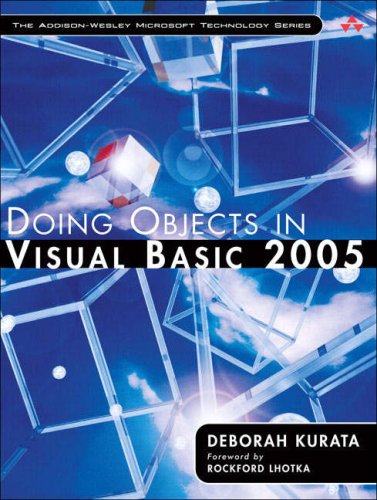 The Addison-Wesley Microsoft Technology Series
Doing Objects in
Visual Basic 2005
Deborah Kurata
Foreword by
Rockford Lhotka